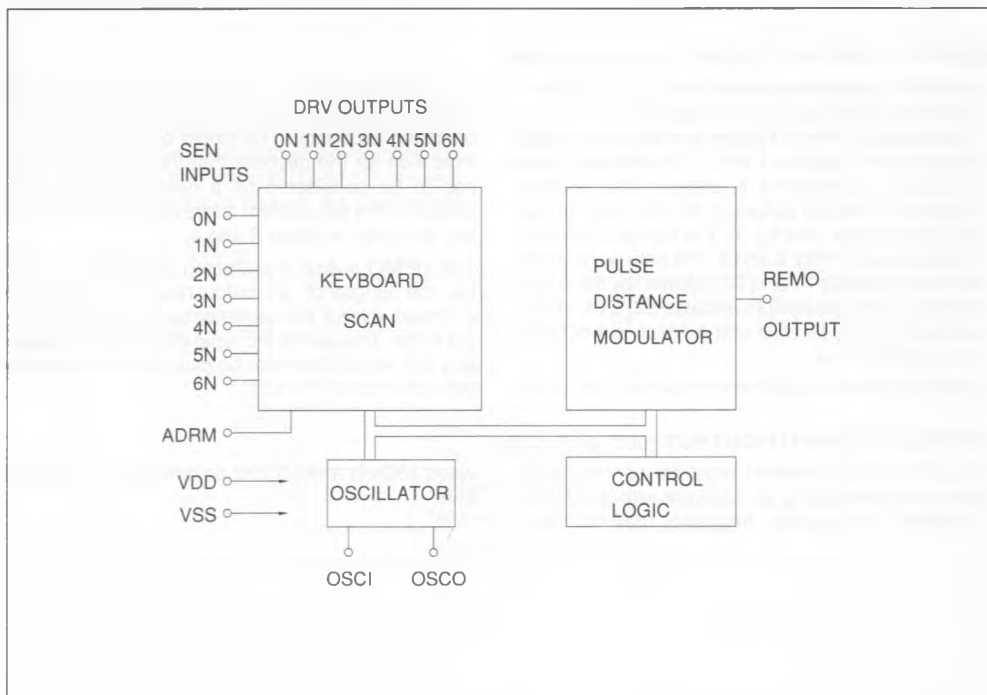 DRV OUTPUTS
0N 1N 2N 3N 4N 5N 6N
SEN
INPUTS
0N
1N
2N
3N
4N
5N
6N
KEYBOARD
SCAN
PULSE
DISTANCE
MODULATOR
REMO
OUTPUT
ADRM
VDD
VSS
OSCILLATOR
CONTROL
LOGIC
OSCI OSCO